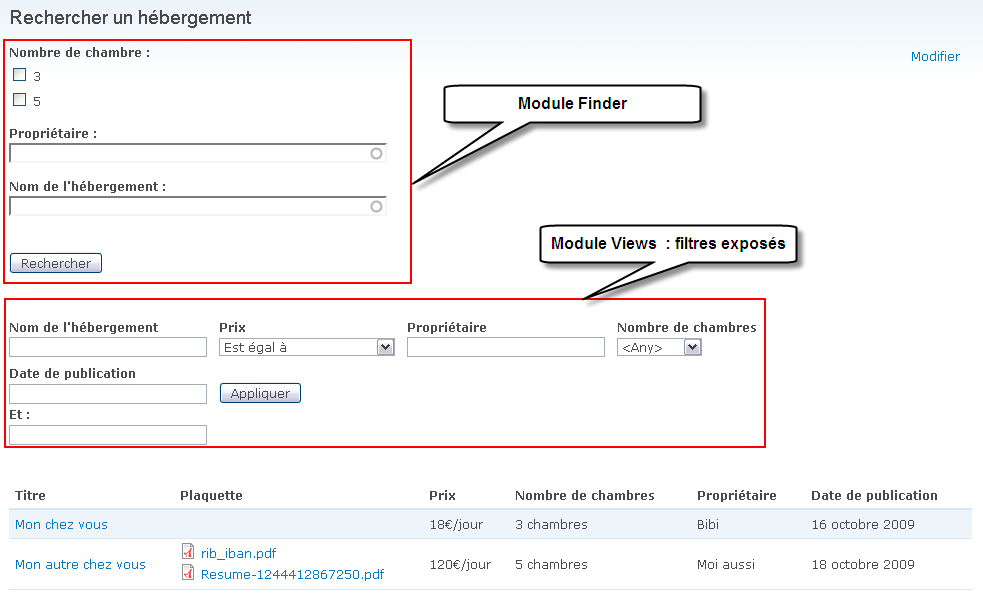 Rechercher un hébergement
Nombre de chambre :
Modifier
3
5
Module Finder
Propriétaire :
Nom de l'hébergement :
Module Views : filtres exposés
Rechercher
Nom de l'hébergement Prix Propriétaire Nombre de chambres
Est égal à <Any>
Date de publication
Appliquer
Et :
Titre Plaquette Prix Nombre de chambres Propriétaire Date de publication
Mon chez vous 18€/jour 3 chambres Bibi 16 octobre 2009
rib_iban.pdf
Mon autre chez vous 120€/jour 5 chambres Moi aussi 18 octobre 2009
Resume-1244412867250.pdf